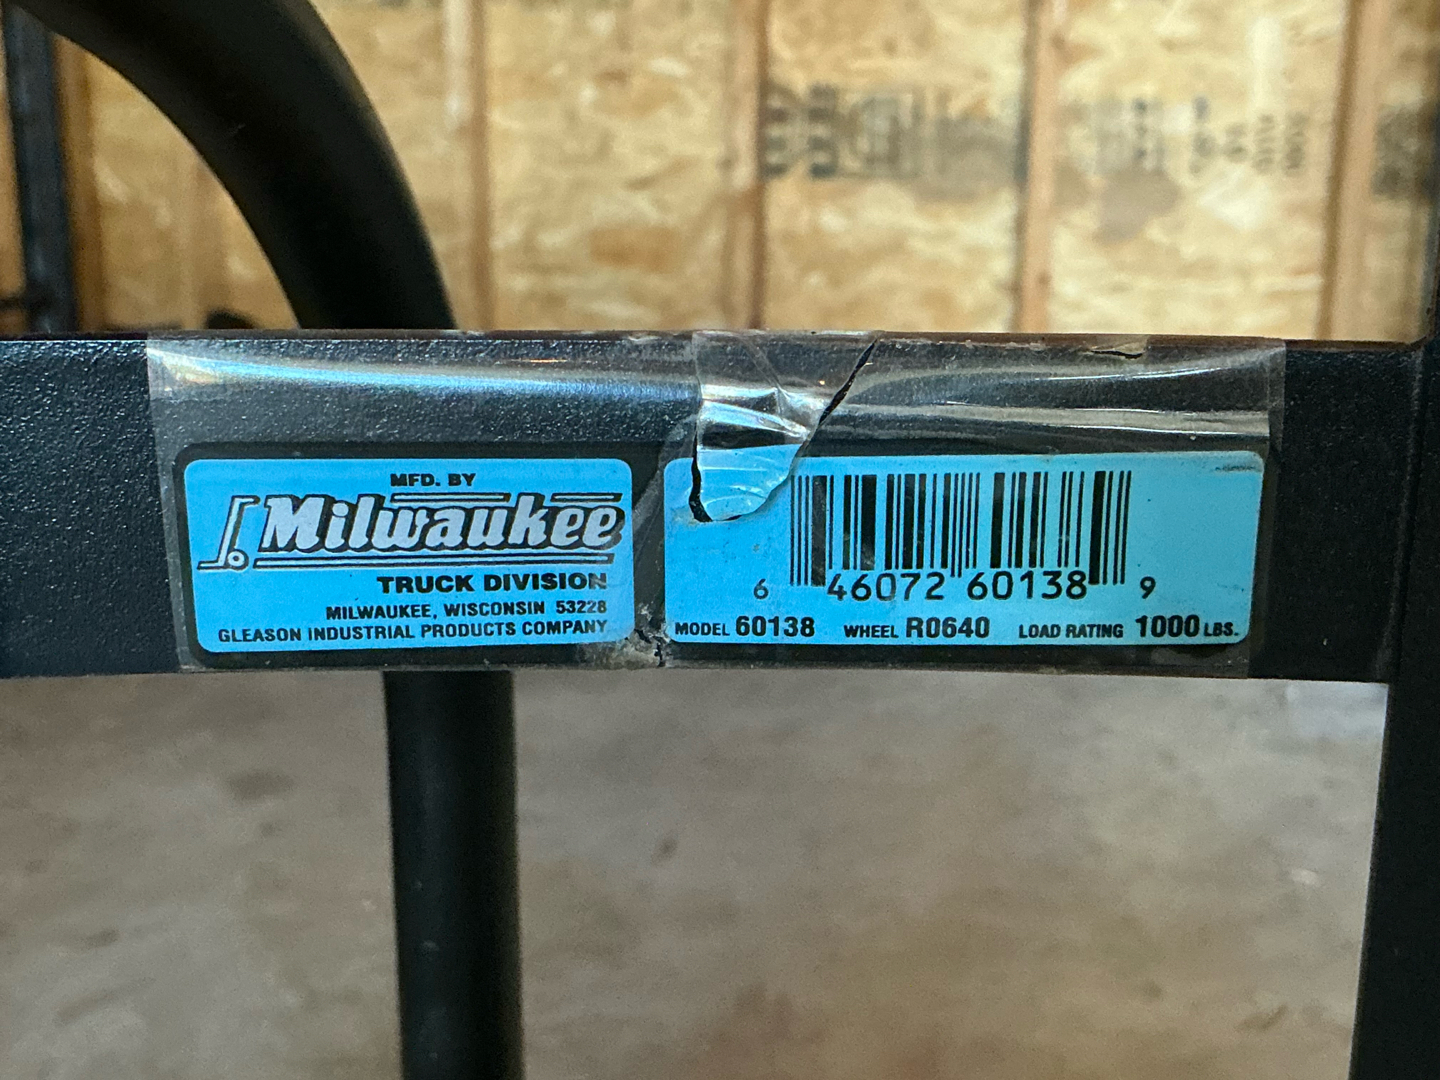 MFD. BY
Milwaukee
TRUCK DIVISION
MILWAUKEE, WISCONSIN 53228
GLEASON INDUSTRIAL PRODUCTS COMPANY
6 46072 60138 9
MODEL 60138 WHEEL R0640 LOAD RATING 1000 LBS.